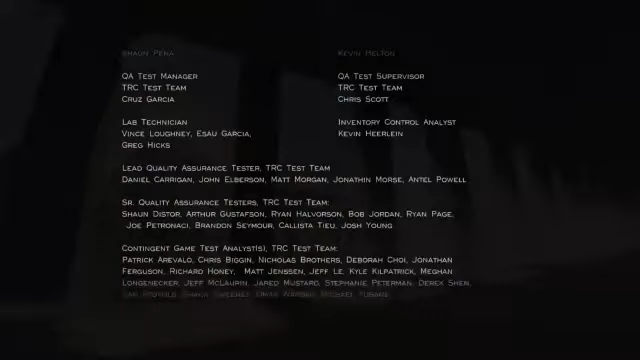 Shaun Pena
Kevin Melton
QA Test Manager
TRC Test Team
Cruz Garcia
QA Test Supervisor
TRC Test Team
Chris Scott
Lab Technician
Vince Loughney, Esau Garcia,
Greg Hicks
Inventory Control Analyst
Kevin Heerlein
Lead Quality Assurance Tester, TRC Test Team
Daniel Carrigan, John Elberson, Matt Morgan, Jonathin Morse, Antel Powell
Sr. Quality Assurance Testers, TRC Test Team:
Shaun Distor, Arthur Gustafson, Ryan Halvorson, Bob Jordan, Ryan Page,
Joe Petronaci, Brandon Seymour, Callista Tieu, Josh Young
Contingent Game Test Analyst(s), TRC Test Team:
Patrick Arevalo, Chris Biggin, Nicholas Brothers, Deborah Choi, Jonathan
Ferguson, Richard Honey, Matt Jenssen, Jeff Le, Kyle Kilpatrick, Meghan
Longenecker, Jeff McLaurin, Jared Mustard, Stephanie Peterman, Derek Shen,